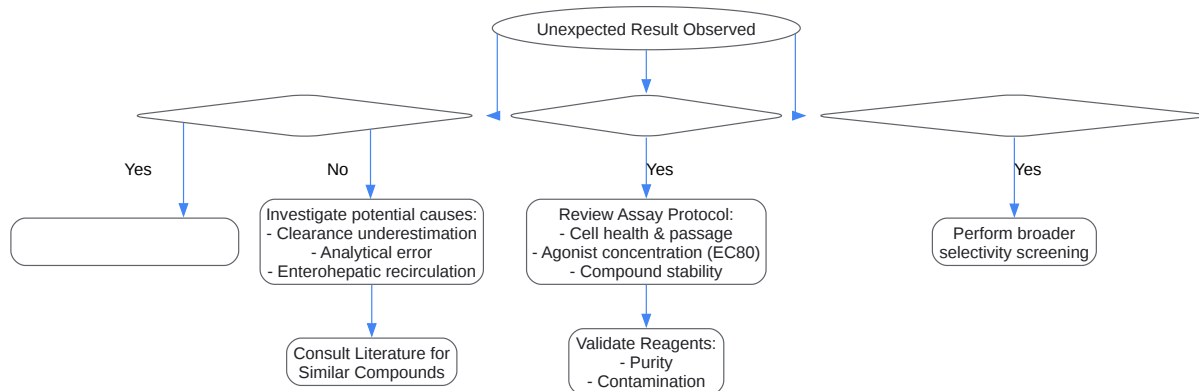 Unexpected Result Observed
Yes
No
Yes
Yes
Investigate potential causes:
- Clearance underestimation
- Analytical error
- Enterohepatic recirculation
Review Assay Protocol:
- Cell health & passage
- Agonist concentration (EC80)
- Compound stability
Perform broader
selectivity screening
Consult Literature for
Similar Compounds
Validate Reagents:
- Purity
- Contamination